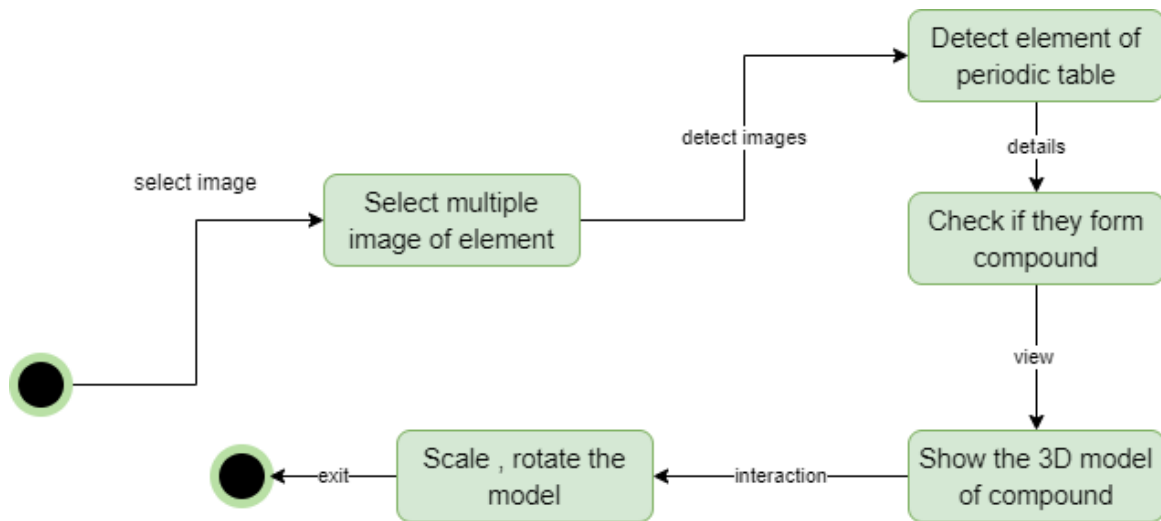 select image
Select multiple
image of element
detect images
Detect element of
periodic table
details
Check if they form
compound
view
Show the 3D model
of compound
interaction
Scale , rotate the
model
exit